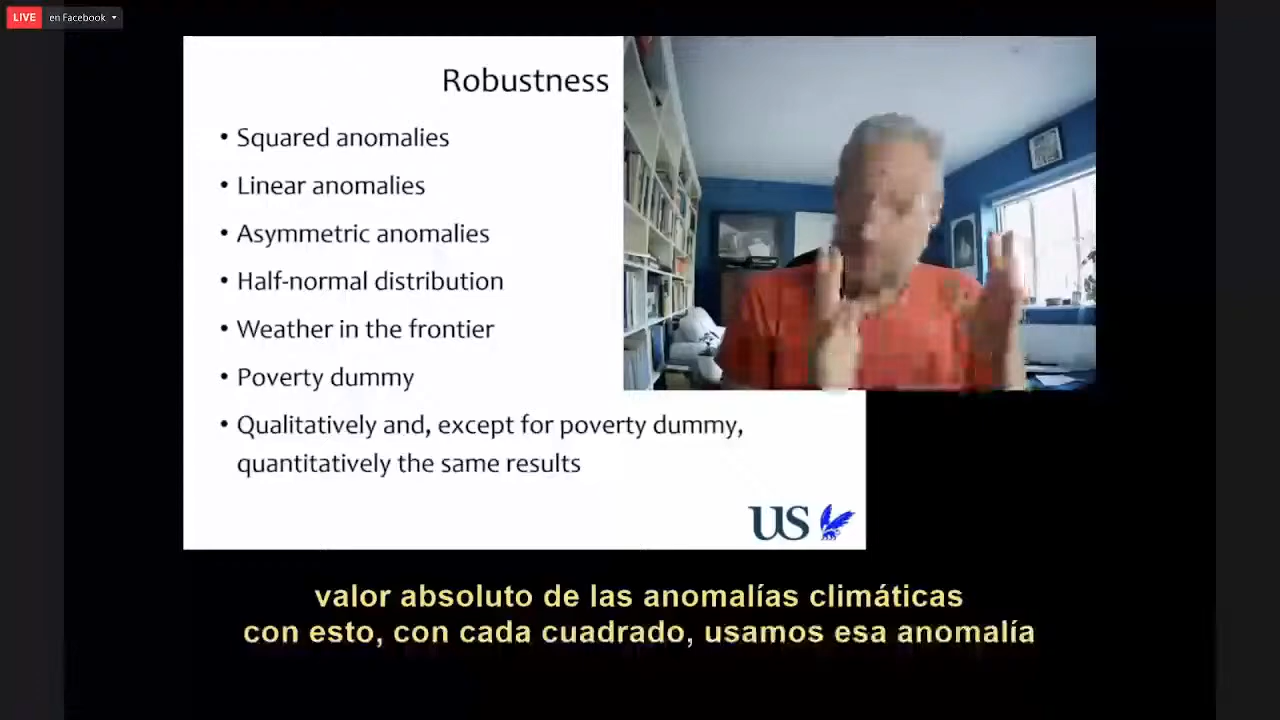 LIVE en Facebook
Robustness
• Squared anomalies
• Linear anomalies
• Asymmetric anomalies
• Half-normal distribution
• Weather in the frontier
• Poverty dummy
• Qualitatively and, except for poverty dummy,
quantitatively the same results
US
valor absoluto de las anomalías climáticas
con esto, con cada cuadrado, usamos esa anomalía